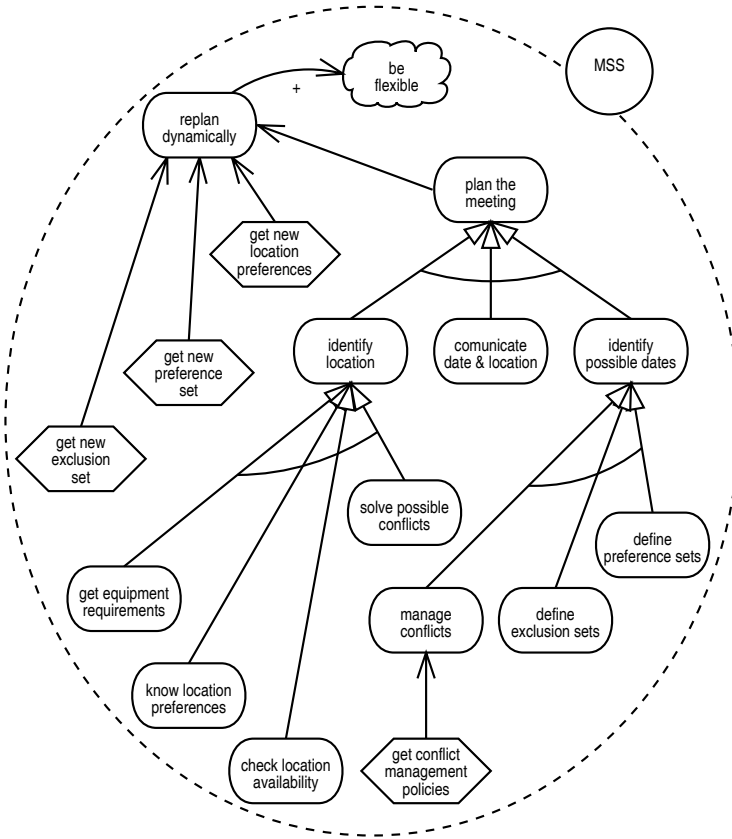 be
flexible
MSS
+
replan
dynamically
plan the
meeting
get new
location
preferences
identify
location
comunicate
date & location
identify
possible dates
get new
preference
set
get new
exclusion
set
solve possible
conflicts
define
preference sets
get equipment
requirements
manage
conflicts
define
exclusion sets
know location
preferences
check location
availability
get conflict
management
policies